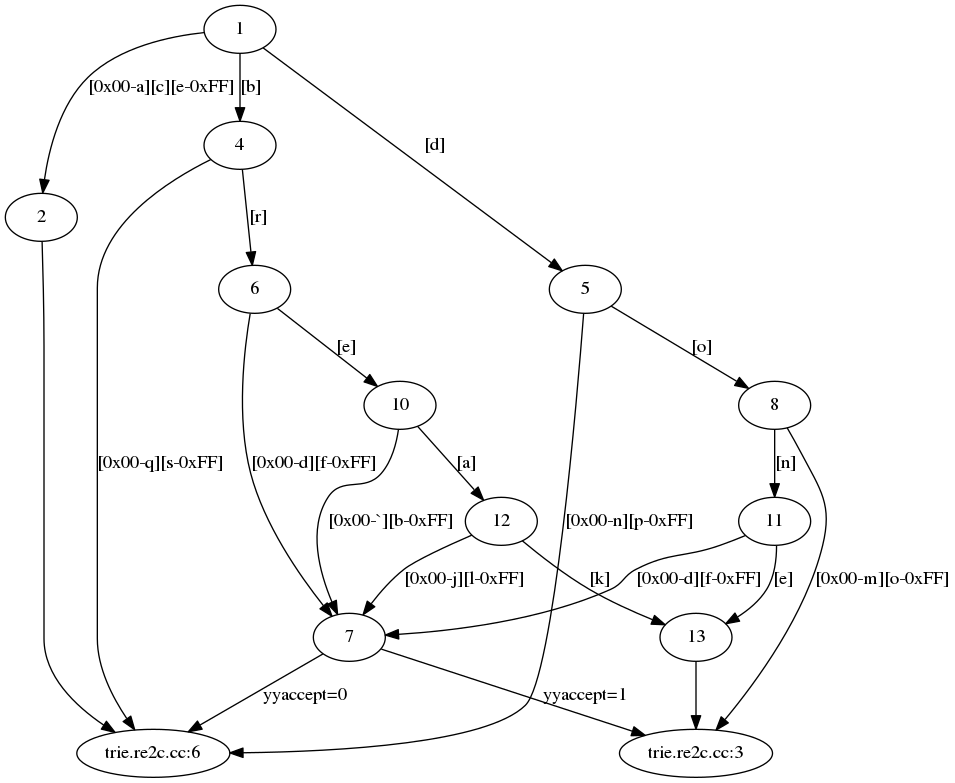 1
[0x00-a][c][e-0xFF]
[b]
4
[d]
2
[r]
6
5
[e]
[o]
10
8
[0x00-q][s-0xFF]
[0x00-d][f-0xFF]
[a]
[n]
[0x00-`][b-0xFF]
12
[0x00-n][p-0xFF]
11
[0x00-j][l-0xFF]
[k]
[0x00-d][f-0xFF]
[e]
[0x00-m][o-0xFF]
7
13
yyaccept=0
yyaccept=1
trie.re2c.cc:6
trie.re2c.cc:3